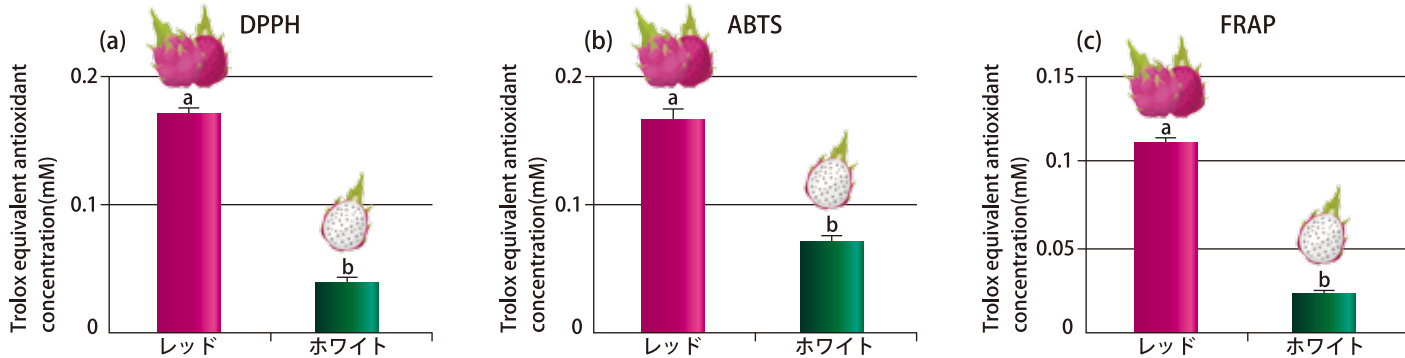 (a) DPPH
Trolox equivalent antioxidant
concentration(mM)
0.2
0.1
0
a
b
レッド ホワイト
(b) ABTS
Trolox equivalent antioxidant
concentration(mM)
0.2
0.1
0
a
b
レッド ホワイト
(c) FRAP
Trolox equivalent antioxidant
concentration(mM)
0.15
0.1
0.05
0
a
b
レッド ホワイト